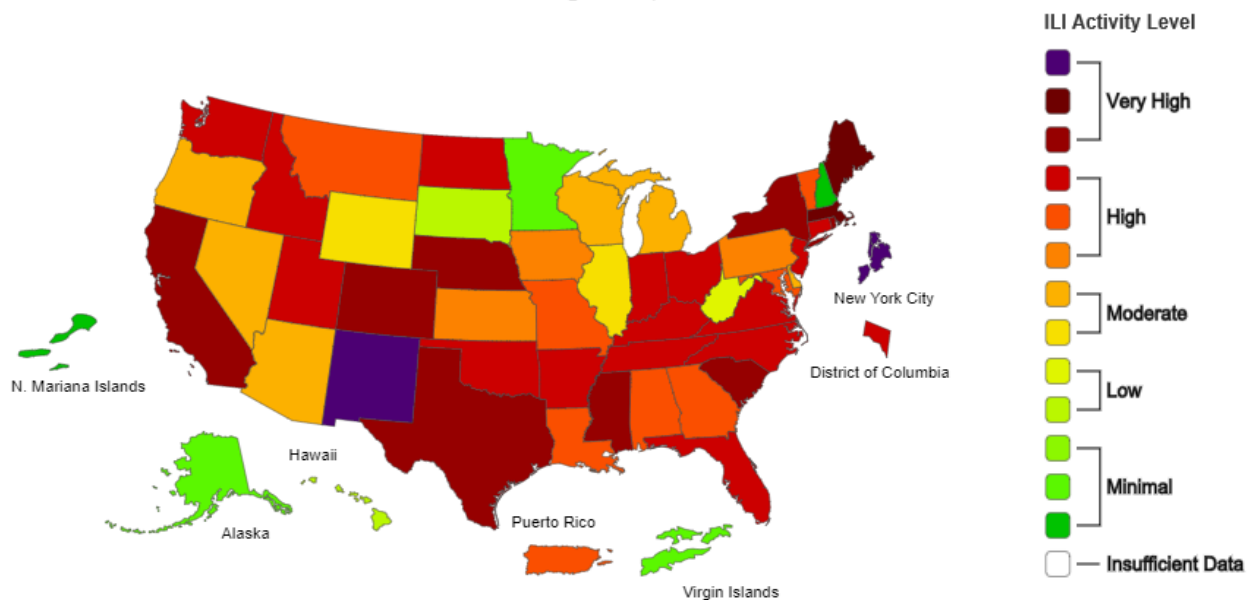 ILI Activity Level
Very High
High
Moderate
Low
Minimal
Insufficient Data
New York City
District of Columbia
N. Mariana Islands
Hawaii
Alaska
Puerto Rico
Virgin Islands